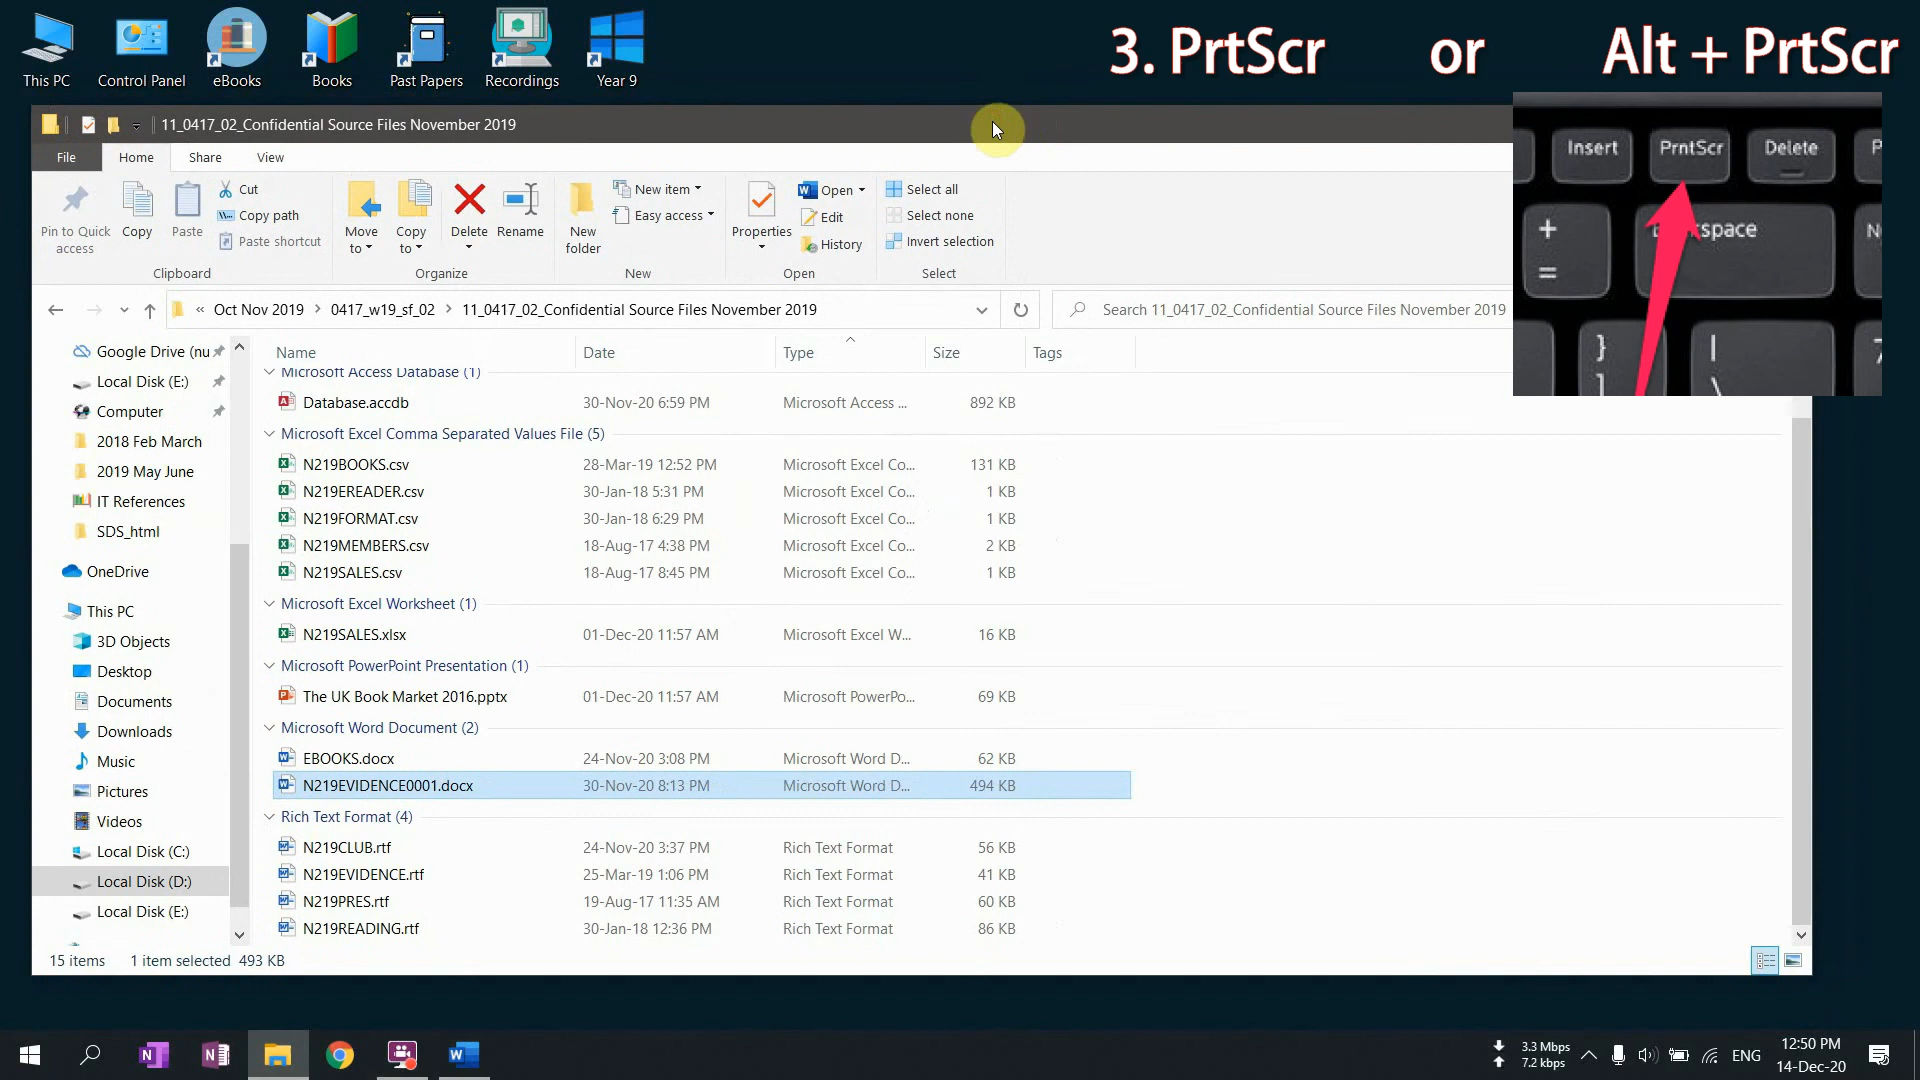 3. PrtScr or Alt + PrtScr
This PC
Control Panel
eBooks
Books
Past Papers
Recordings
Year 9
11_0417_02_Confidential Source Files November 2019
File Home Share View
Pin to Quick access
Copy
Paste
Cut
Copy path
Paste shortcut
Clipboard
Move to
Copy to
Delete
Rename
Organize
New folder
New item
Easy access
New
Properties
Open
Edit
History
Open
Select all
Select none
Invert selection
Select
Insert
PrntScr
Delete
+
=
space
}
|
\
« Oct Nov 2019 > 0417_w19_sf_02 > 11_0417_02_Confidential Source Files November 2019
Search 11_0417_02_Confidential Source Files November 2019
Google Drive (nu
Local Disk (E:)
Computer
2018 Feb March
2019 May June
IT References
SDS_html
OneDrive
This PC
3D Objects
Desktop
Documents
Downloads
Music
Pictures
Videos
Local Disk (C:)
Local Disk (D:)
Local Disk (E:)
Name Date Type Size Tags
Microsoft Access Database (1)
Database.accdb 30-Nov-20 6:59 PM Microsoft Access ... 892 KB
Microsoft Excel Comma Separated Values File (5)
N219BOOKS.csv 28-Mar-19 12:52 PM Microsoft Excel Co... 131 KB
N219EREADER.csv 30-Jan-18 5:31 PM Microsoft Excel Co... 1 KB
N219FORMAT.csv 30-Jan-18 6:29 PM Microsoft Excel Co... 1 KB
N219MEMBERS.csv 18-Aug-17 4:38 PM Microsoft Excel Co... 2 KB
N219SALES.csv 18-Aug-17 8:45 PM Microsoft Excel Co... 1 KB
Microsoft Excel Worksheet (1)
N219SALES.xlsx 01-Dec-20 11:57 AM Microsoft Excel W... 16 KB
Microsoft PowerPoint Presentation (1)
The UK Book Market 2016.pptx 01-Dec-20 11:57 AM Microsoft PowerPo... 69 KB
Microsoft Word Document (2)
EBOOKS.docx 24-Nov-20 3:08 PM Microsoft Word D... 62 KB
N219EVIDENCE0001.docx 30-Nov-20 8:13 PM Microsoft Word D... 494 KB
Rich Text Format (4)
N219CLUB.rtf 24-Nov-20 3:37 PM Rich Text Format 56 KB
N219EVIDENCE.rtf 25-Mar-19 1:06 PM Rich Text Format 41 KB
N219PRES.rtf 19-Aug-17 11:35 AM Rich Text Format 60 KB
N219READING.rtf 30-Jan-18 12:36 PM Rich Text Format 86 KB
15 items 1 item selected 493 KB
3.3 Mbps
7.2 kbps
ENG
12:50 PM
14-Dec-20